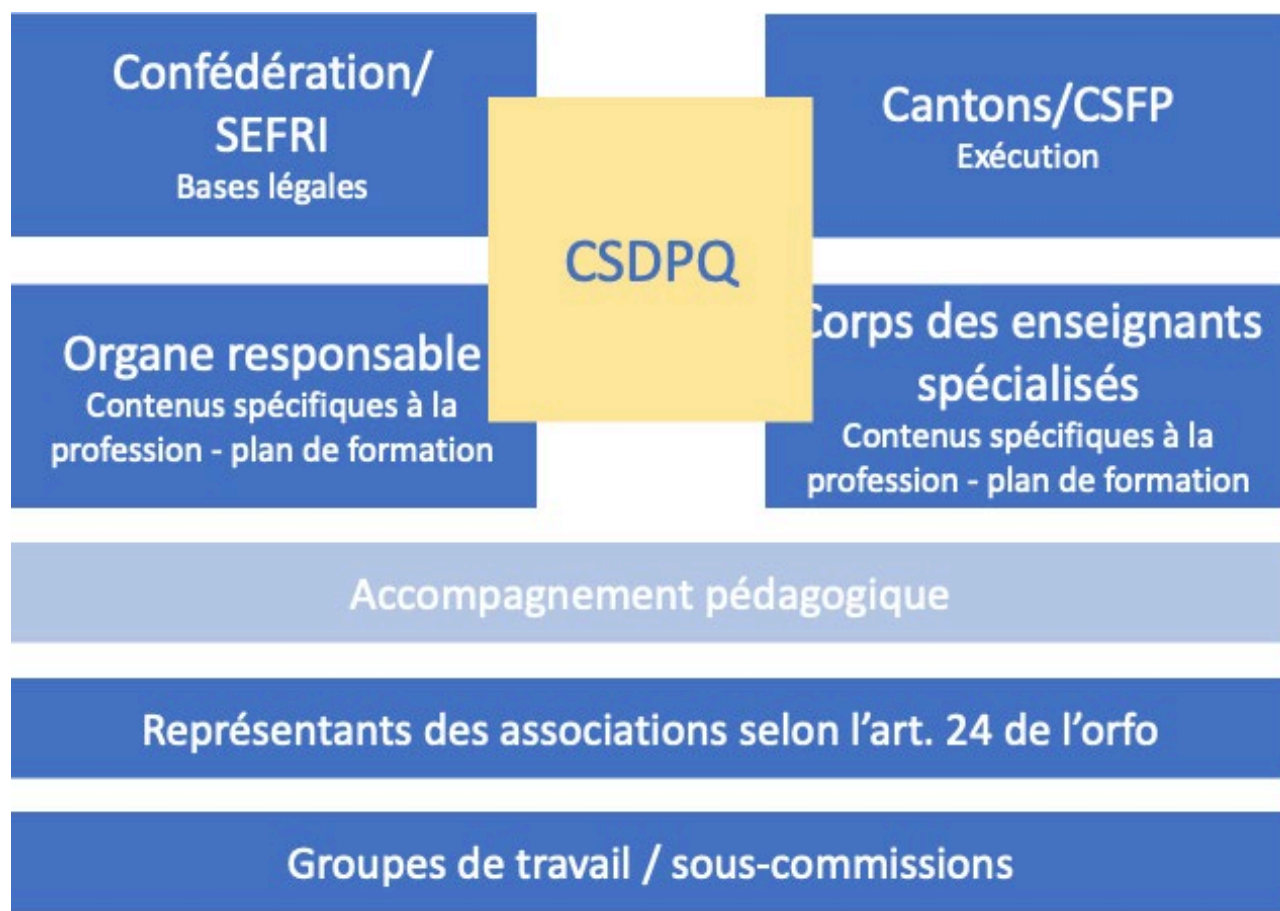 Confédération/
SEFRI
Bases légales
Cantons/CSFP
Exécution
CSDPQ
Organe responsable
Contenus spécifiques à la
profession - plan de formation
Corps des enseignants
spécialisés
Contenus spécifiques à la
profession - plan de formation
Accompagnement pédagogique
Représentants des associations selon l’art. 24 de l’orfo
Groupes de travail / sous-commissions